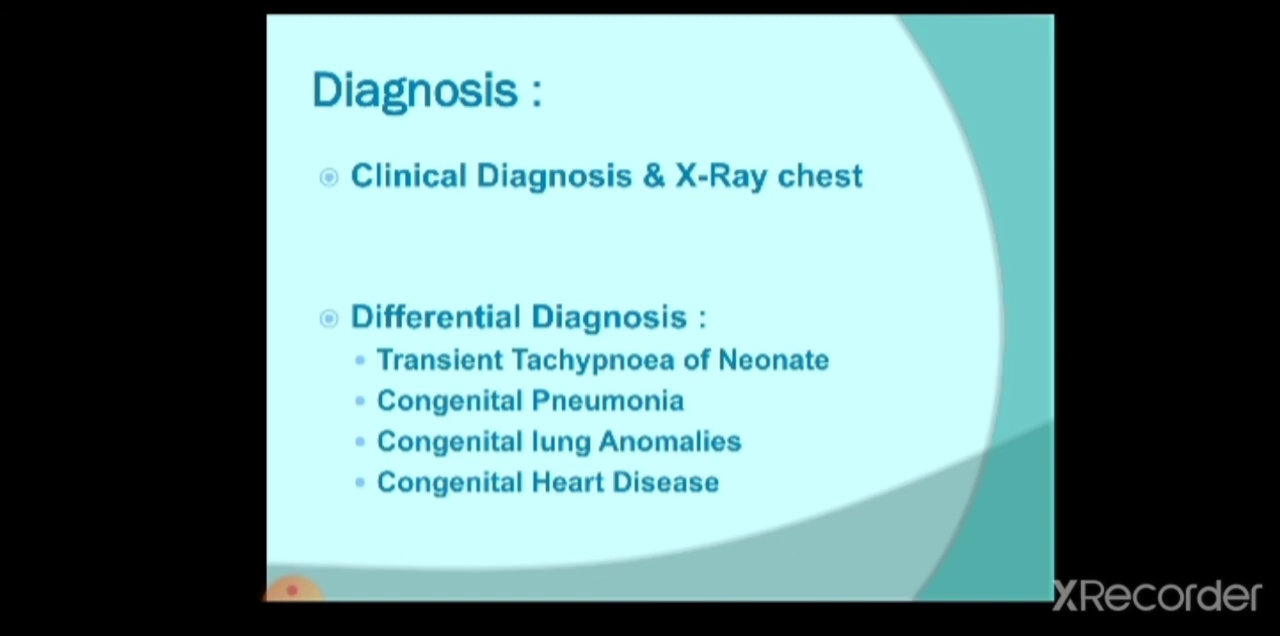 Diagnosis :
Clinical Diagnosis & X-Ray chest
Differential Diagnosis :
Transient Tachypnoea of Neonate
Congenital Pneumonia
Congenital lung Anomalies
Congenital Heart Disease
XRecorder